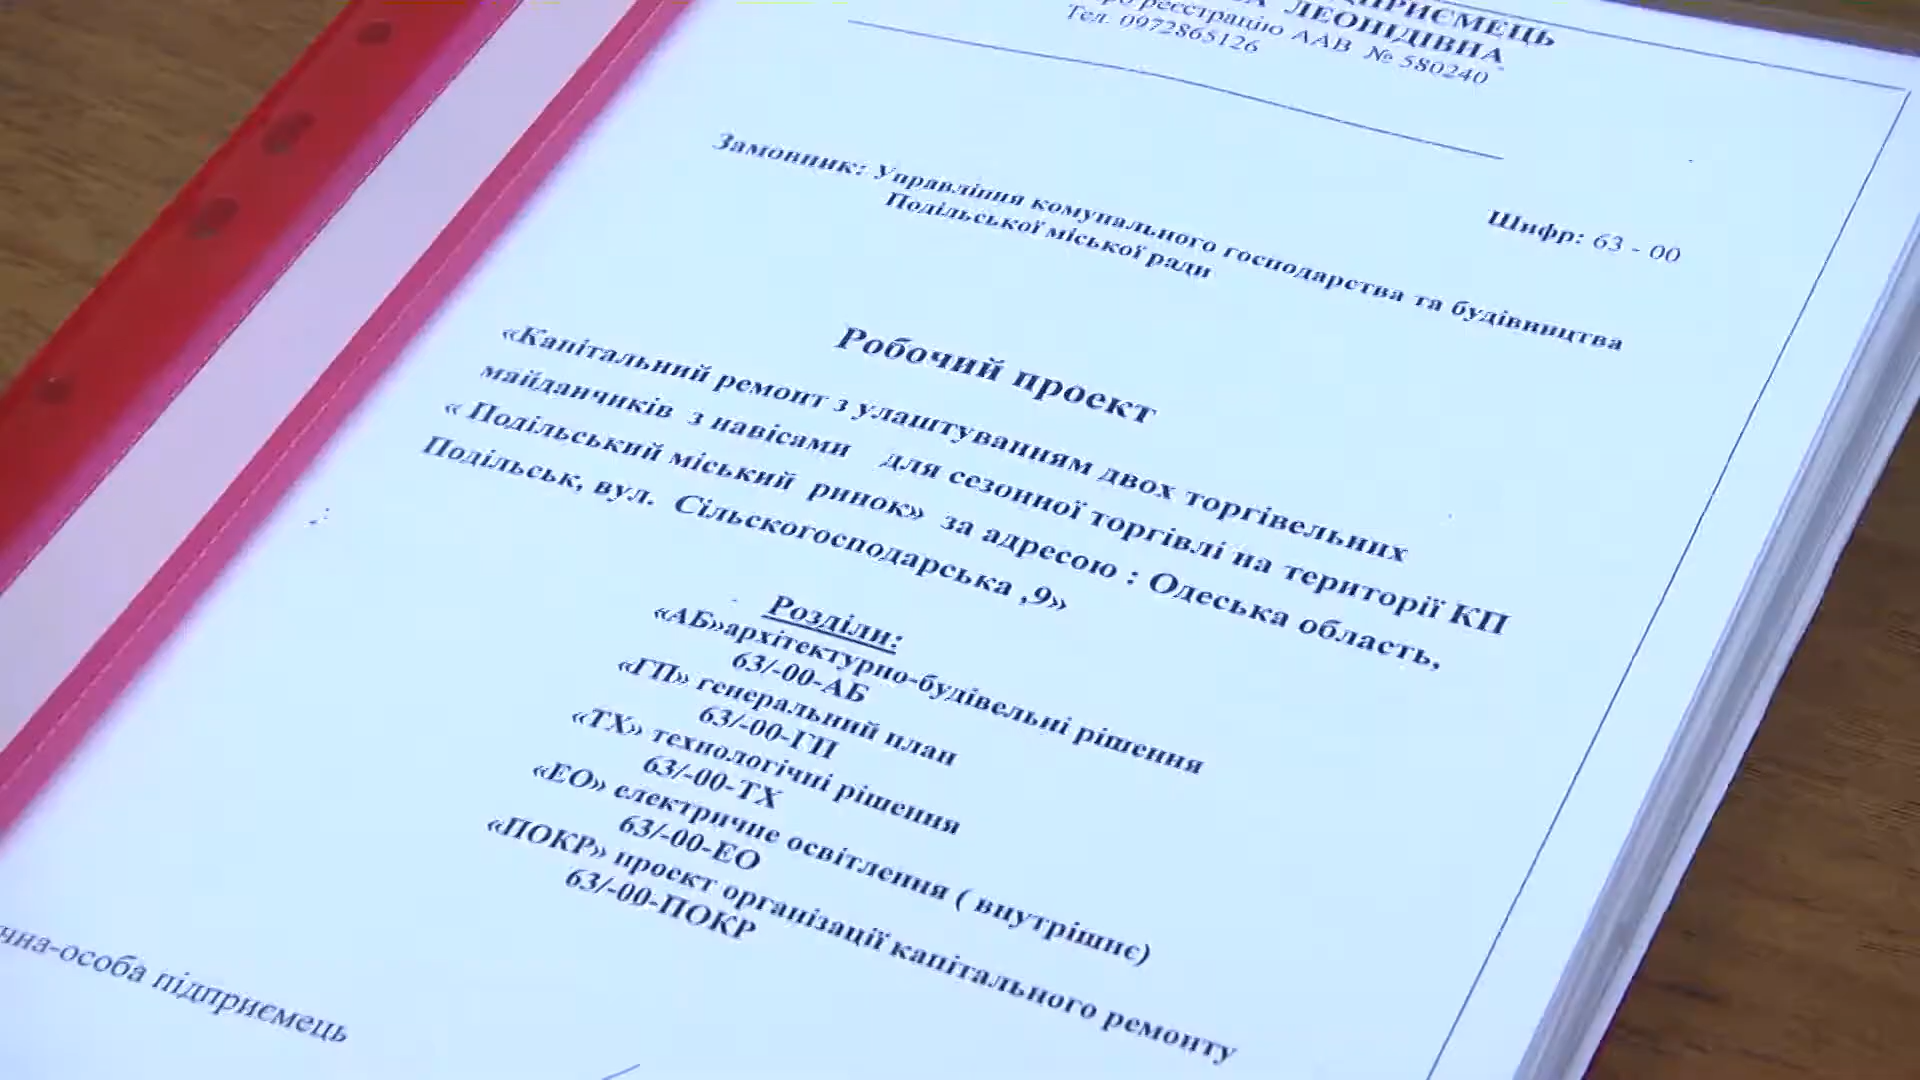 ЛЕОНІДІВНА
реєстрацію ААВ № 580240
Тел. 0972865126
Шифр: 63 - 00
Замовник: Управління комунального господарства та будівництва
Подільської міської ради
Робочий проект
«Капітальний ремонт з улаштуванням двох торгівельних
майданчиків з навісами для сезонної торгівлі на території КП
« Подільський міський ринок» за адресою : Одеська область,
Подільськ, вул. Сільскогосподарська ,9»
Розділи:
«АБ»архітектурно-будівельні рішення
63/-00-АБ
«ГП» генеральний план
63/-00-ГП
«ТХ» технологічні рішення
63/-00-ТХ
«ЕО» електричне освітлення ( внутрішнє)
63/-00-ЕО
«ПОКР» проект організації капітального ремонту
63/-00-ПОКР
чна-особа підприємець